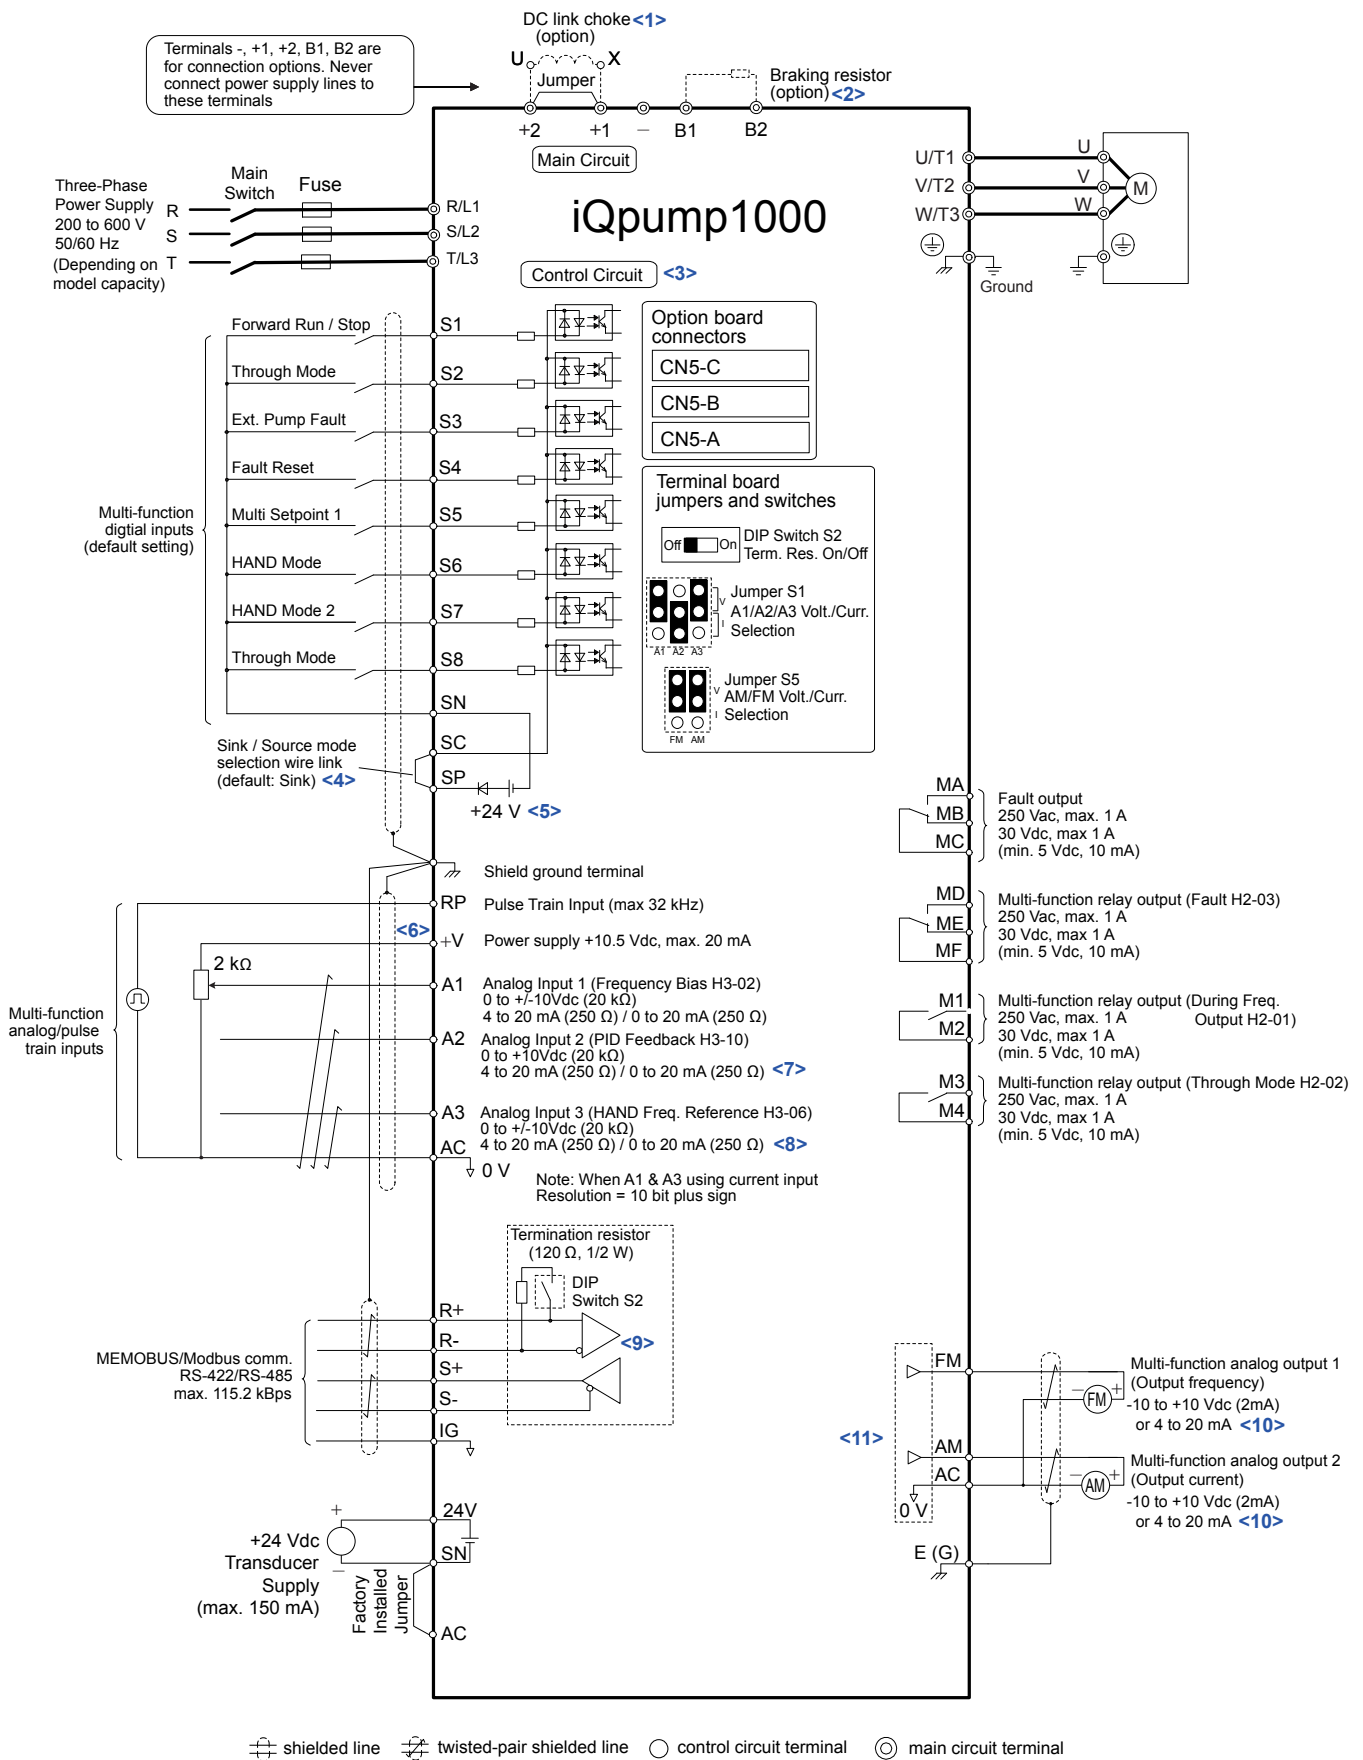 DC link choke <1>
(option)
U X
Jumper
Terminals -, +1, +2, B1, B2 are
for connection options. Never
connect power supply lines to
these terminals
Braking resistor
(option) <2>
+2 +1 − B1 B2
Main Circuit
Three-Phase
Power Supply
200 to 600 V
50/60 Hz
(Depending on
model capacity)
R
S
T
Main
Switch
Fuse
R/L1
S/L2
T/L3
iQpump1000
U/T1
V/T2
W/T3
U
V
W
M
Ground
Control Circuit <3>
Multi-function
digtial inputs
(default setting)
Forward Run / Stop S1
Through Mode S2
Ext. Pump Fault S3
Fault Reset S4
Multi Setpoint 1 S5
HAND Mode S6
HAND Mode 2 S7
Through Mode S8
SN
SC
SP
Sink / Source mode
selection wire link
(default: Sink) <4>
+24 V <5>
Option board
connectors
CN5-C
CN5-B
CN5-A
Terminal board
jumpers and switches
Off On
DIP Switch S2
Term. Res. On/Off
Jumper S1
A1/A2/A3 Volt./Curr.
Selection
V
I
A1 A2 A3
Jumper S5
AM/FM Volt./Curr.
Selection
V
I
FM AM
MA
MB
MC
Fault output
250 Vac, max. 1 A
30 Vdc, max 1 A
(min. 5 Vdc, 10 mA)
MD
ME
MF
Multi-function relay output (Fault H2-03)
250 Vac, max. 1 A
30 Vdc, max 1 A
(min. 5 Vdc, 10 mA)
M1
M2
Multi-function relay output (During Freq.
Output H2-01)
250 Vac, max. 1 A
30 Vdc, max 1 A
(min. 5 Vdc, 10 mA)
M3
M4
Multi-function relay output (Through Mode H2-02)
250 Vac, max. 1 A
30 Vdc, max 1 A
(min. 5 Vdc, 10 mA)
Shield ground terminal
Multi-function
analog/pulse
train inputs
2 kΩ
<6>
RP Pulse Train Input (max 32 kHz)
+V Power supply +10.5 Vdc, max. 20 mA
A1 Analog Input 1 (Frequency Bias H3-02)
0 to +/-10Vdc (20 kΩ)
4 to 20 mA (250 Ω) / 0 to 20 mA (250 Ω)
A2 Analog Input 2 (PID Feedback H3-10)
0 to +10Vdc (20 kΩ)
4 to 20 mA (250 Ω) / 0 to 20 mA (250 Ω) <7>
A3 Analog Input 3 (HAND Freq. Reference H3-06)
0 to +/-10Vdc (20 kΩ)
4 to 20 mA (250 Ω) / 0 to 20 mA (250 Ω) <8>
AC
0 V
Note: When A1 & A3 using current input
Resolution = 10 bit plus sign
Termination resistor
(120 Ω, 1/2 W)
DIP
Switch S2
<9>
MEMOBUS/Modbus comm.
RS-422/RS-485
max. 115.2 kBps
R+
R-
S+
S-
IG
<11>
FM
AM
AC
0 V
E (G)
FM
− +
Multi-function analog output 1
(Output frequency)
-10 to +10 Vdc (2mA)
or 4 to 20 mA <10>
AM
− +
Multi-function analog output 2
(Output current)
-10 to +10 Vdc (2mA)
or 4 to 20 mA <10>
+
−
+24 Vdc
Transducer
Supply
(max. 150 mA)
Factory
Installed
Jumper
24V
SN
AC
shielded line twisted-pair shielded line control circuit terminal main circuit terminal